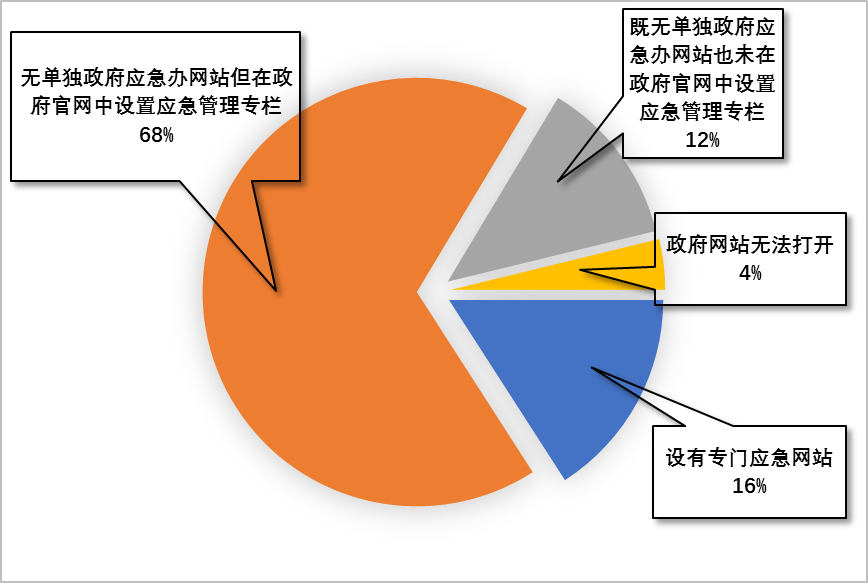 无单独政府应急办网站但在政
府官网中设置应急管理专栏
68%
既无单独政府应
急办网站也未在
政府官网中设置
应急管理专栏
12%
政府网站无法打开
4%
设有专门应急网站
16%